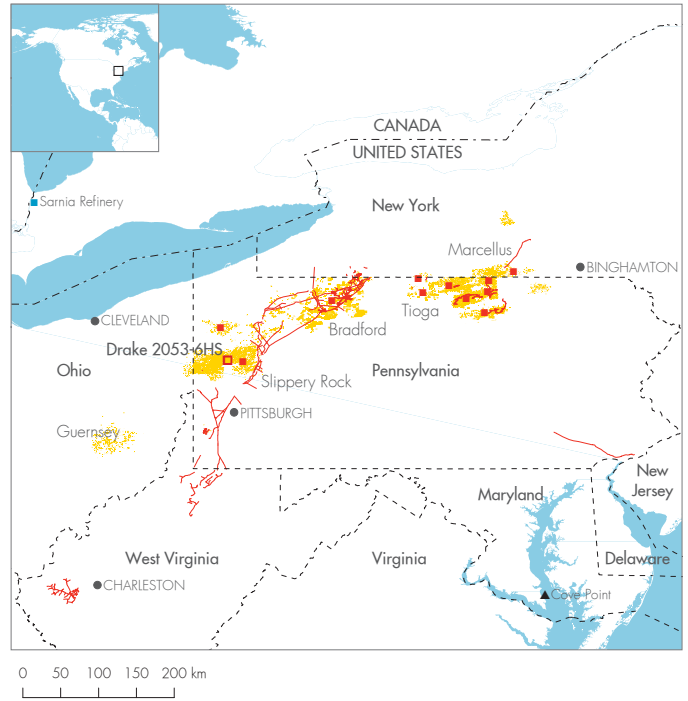 CANADA
UNITED STATES
Sarnia Refinery
New York
Marcellus
BINGHAMTON
Tioga
CLEVELAND
Bradford
Drake 2053-6HS
Ohio
Pennsylvania
Slippery Rock
PITTSBURGH
Guernsey
New
Jersey
Maryland
West Virginia
Virginia
Delaware
CHARLESTON
Cove Point
0 50 100 150 200 km